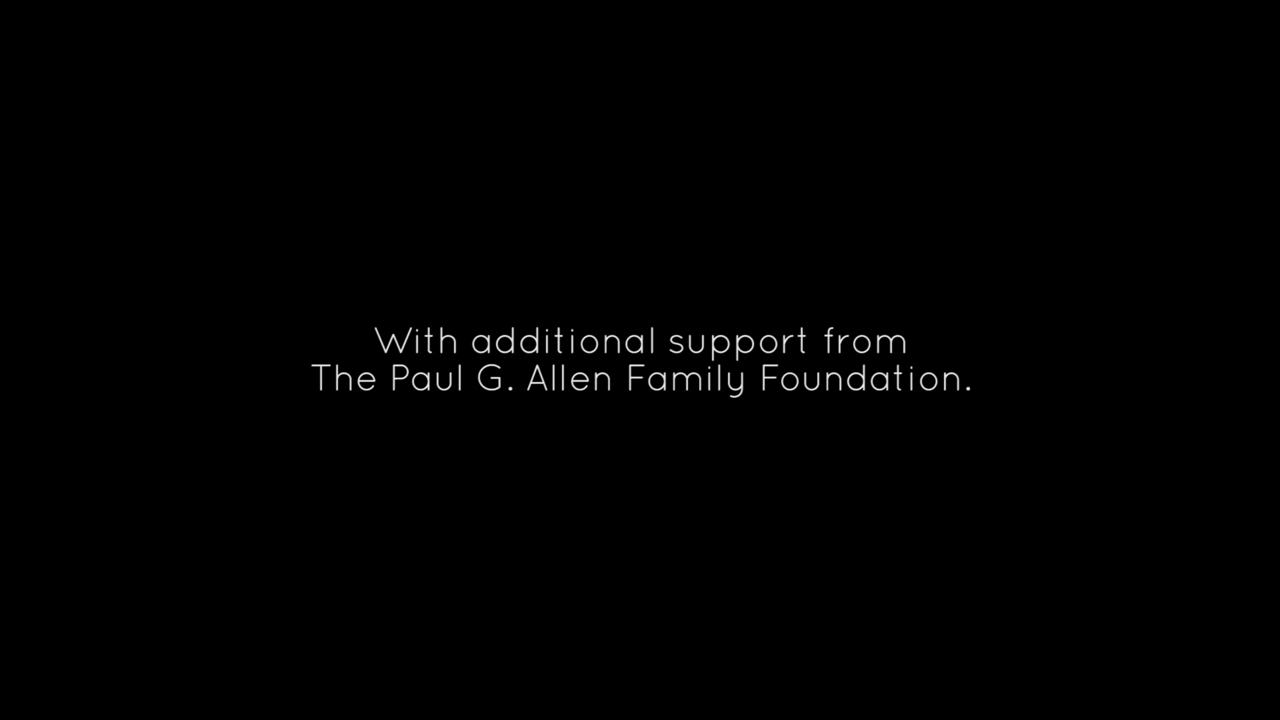 With additional support from
The Paul G. Allen Family Foundation.